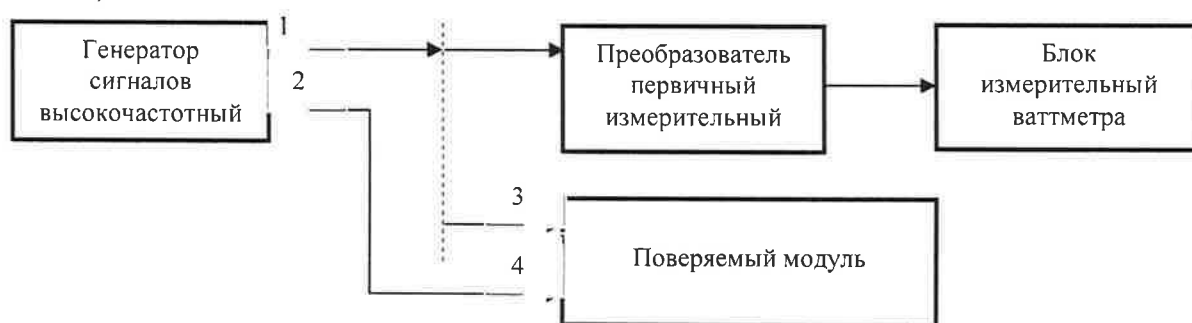 1
Генератор
сигналов
высокочастотный
2
Преобразователь
первичный
измерительный
Блок
измерительный
ваттметра
3
4
Поверяемый модуль